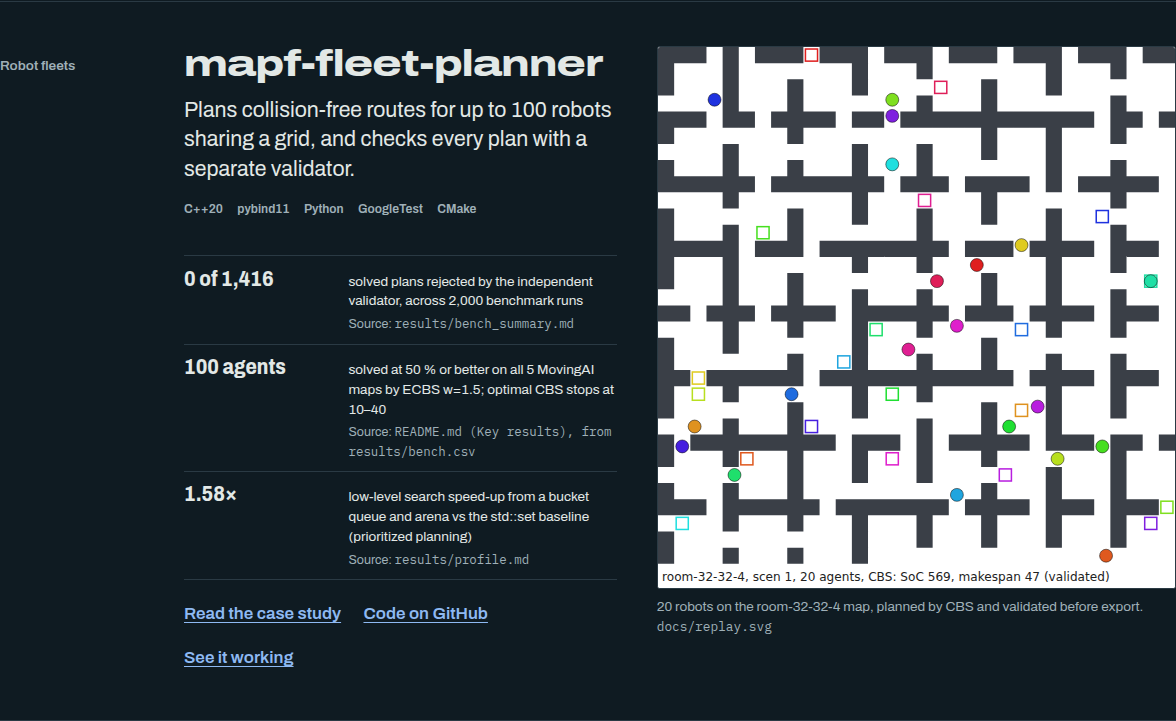 Robot fleets
mapf-fleet-planner
Plans collision-free routes for up to 100 robots
sharing a grid, and checks every plan with a
separate validator.
C++20 pybind11 Python GoogleTest CMake
0 of 1,416
solved plans rejected by the independent
validator, across 2,000 benchmark runs
Source: results/bench_summary.md
100 agents
solved at 50 % or better on all 5 MovingAI
maps by ECBS w=1.5; optimal CBS stops at
10–40
Source: README.md (Key results), from
results/bench.csv
1.58×
low-level search speed-up from a bucket
queue and arena vs the std::set baseline
(prioritized planning)
Source: results/profile.md
Read the case study Code on GitHub
See it working
room-32-32-4, scen 1, 20 agents, CBS: SoC 569, makespan 47 (validated)
20 robots on the room-32-32-4 map, planned by CBS and validated before export.
docs/replay.svg